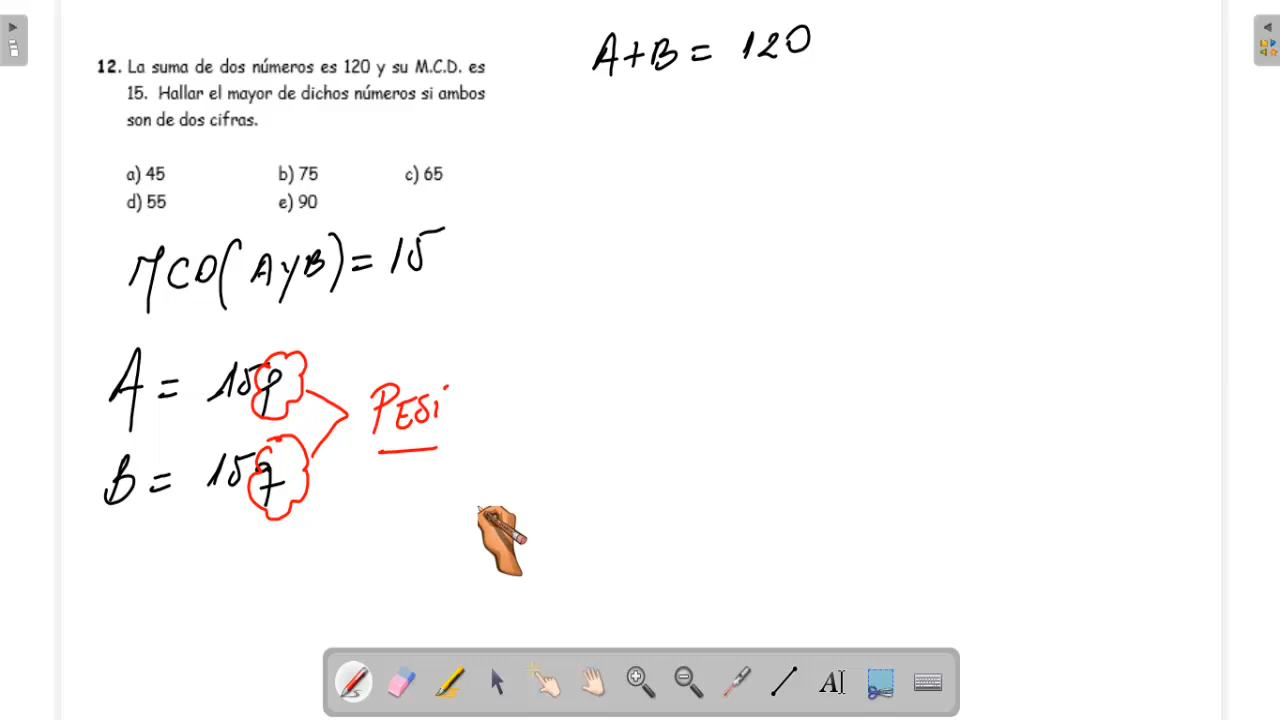 12. La suma de dos números es 120 y su M.C.D. es
15. Hallar el mayor de dichos números si ambos
son de dos cifras.
a) 45 b) 75 c) 65
d) 55 e) 90
A+B = 120
MCD(AyB) = 15
A = 15p
B = 15q
PESi